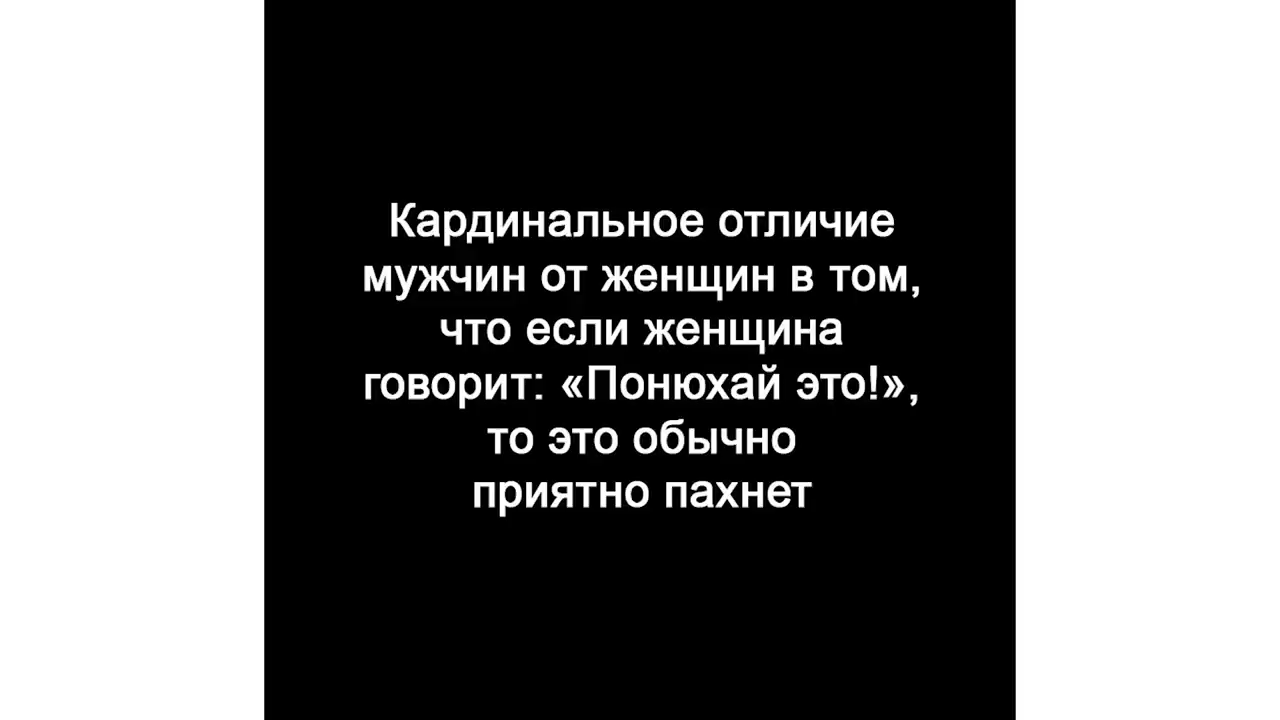 Кардинальное отличие
мужчин от женщин в том,
что если женщина
говорит: «Понюхай это!»,
то это обычно
приятно пахнет